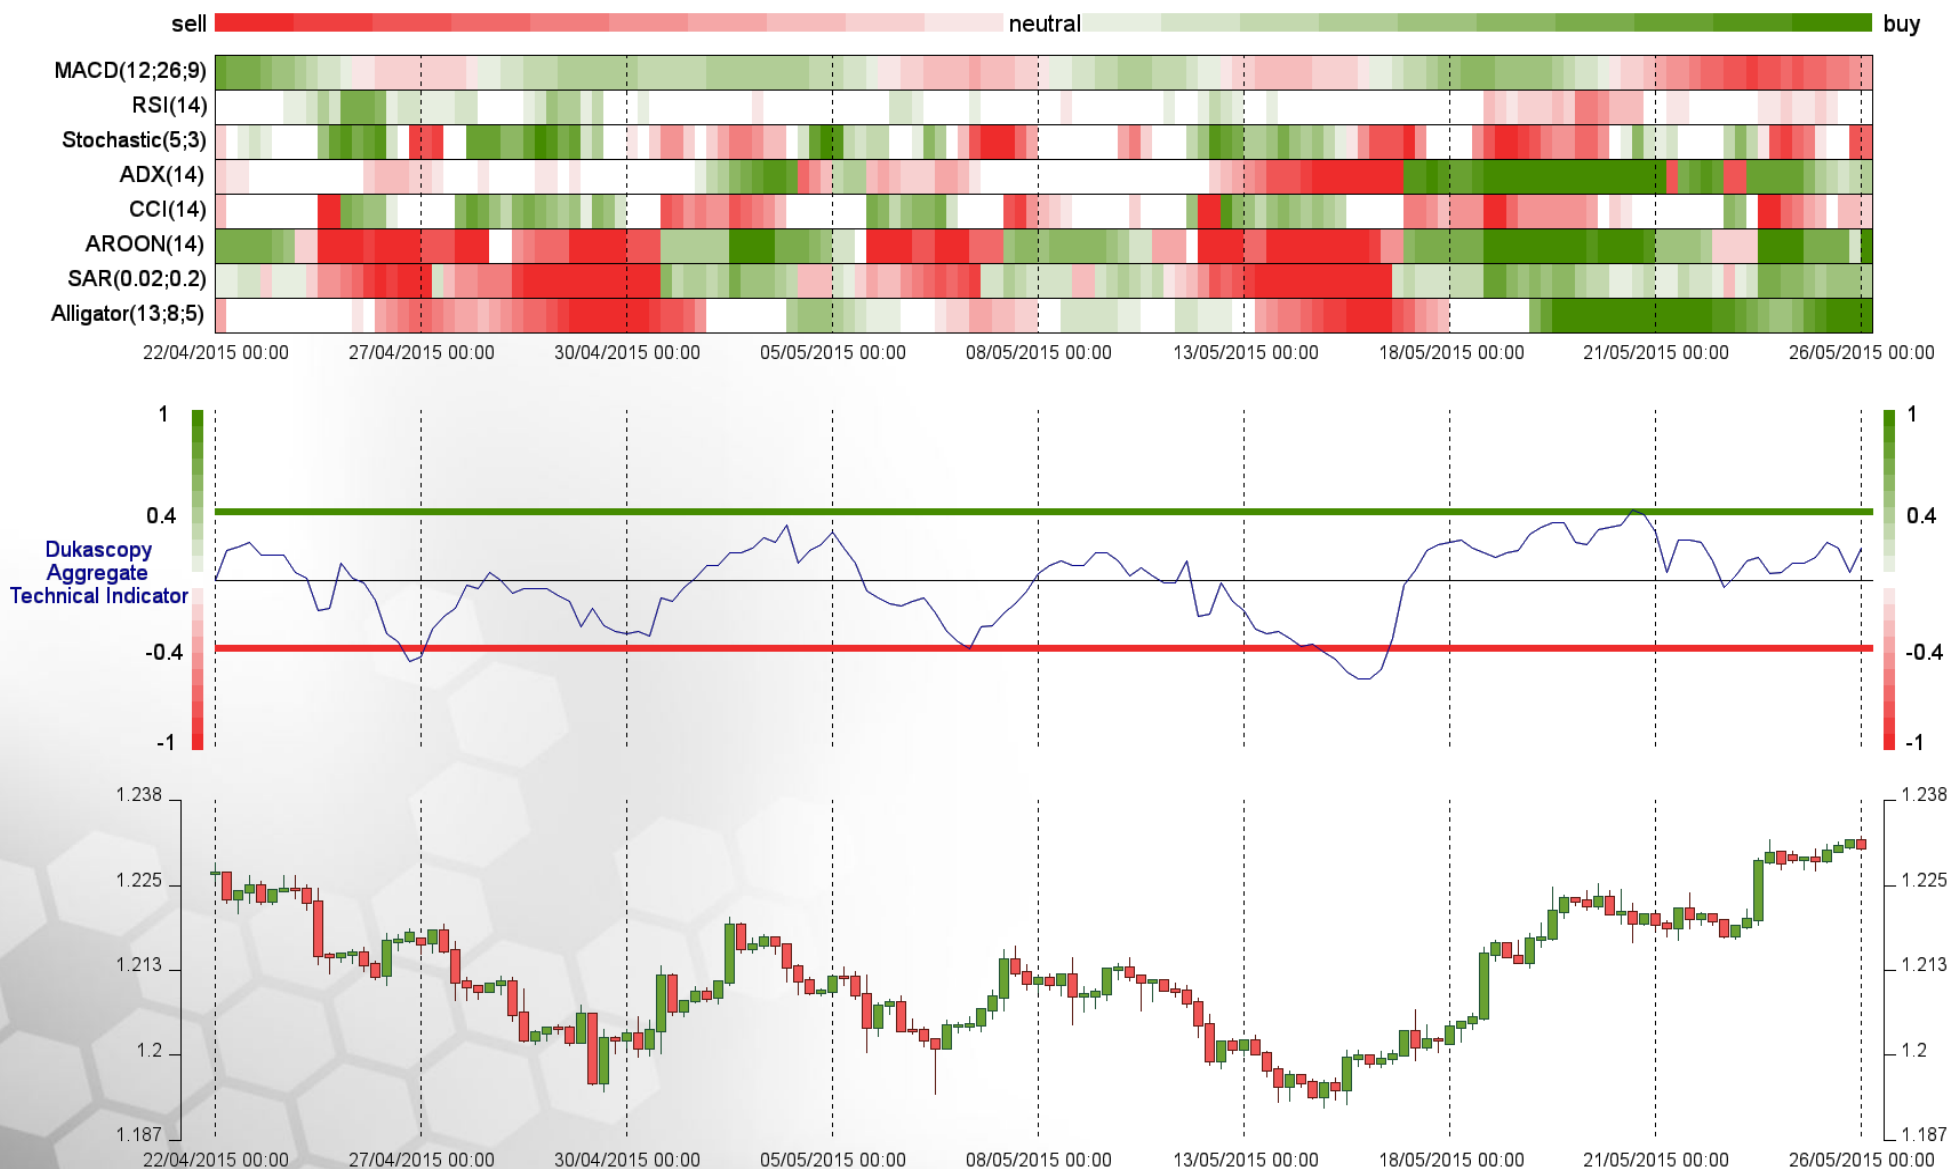 sell neutral buy
MACD(12;26;9)
RSI(14)
Stochastic(5;3)
ADX(14)
CCI(14)
AROON(14)
SAR(0.02;0.2)
Alligator(13;8;5)
22/04/2015 00:00 27/04/2015 00:00 30/04/2015 00:00 05/05/2015 00:00 08/05/2015 00:00 13/05/2015 00:00 18/05/2015 00:00 21/05/2015 00:00 26/05/2015 00:00
1 1
0.4 0.4
Dukascopy
Aggregate
Technical Indicator
-0.4 -0.4
-1 -1
1.238 1.238
1.225 1.225
1.213 1.213
1.2 1.2
1.187 1.187
22/04/2015 00:00 27/04/2015 00:00 30/04/2015 00:00 05/05/2015 00:00 08/05/2015 00:00 13/05/2015 00:00 18/05/2015 00:00 21/05/2015 00:00 26/05/2015 00:00